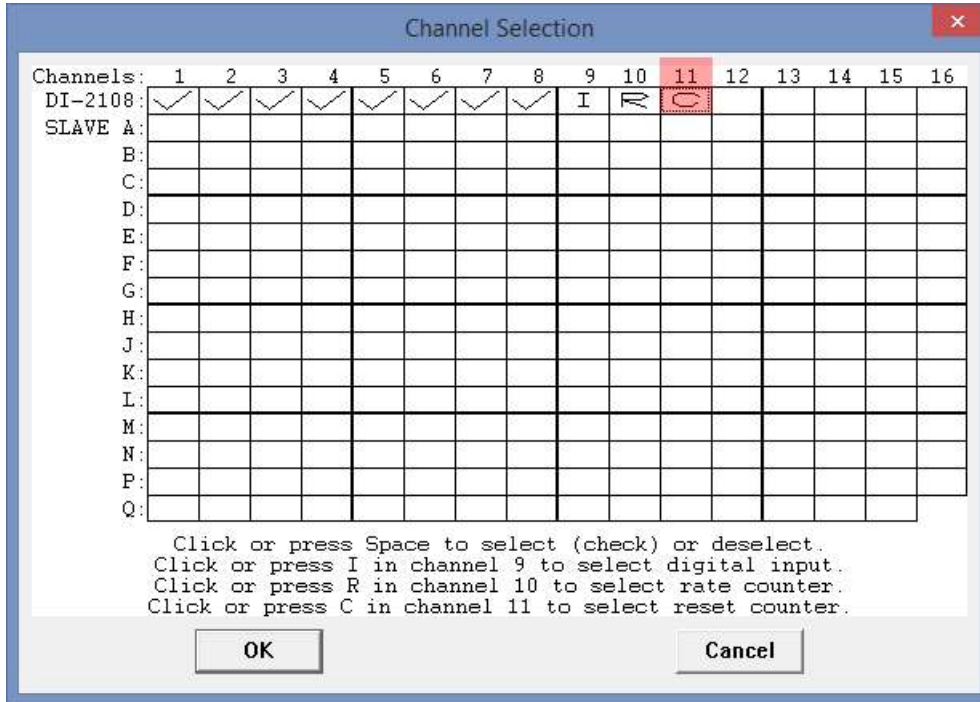 Channel Selection
Channels: 1 2 3 4 5 6 7 8 9 10 11 12 13 14 15 16
DI-2108: I R C
SLAVE A:
B:
C:
D:
E:
F:
G:
H:
J:
K:
L:
M:
N:
P:
Q:
Click or press Space to select (check) or deselect.
Click or press I in channel 9 to select digital input.
Click or press R in channel 10 to select rate counter.
Click or press C in channel 11 to select reset counter.
OK Cancel